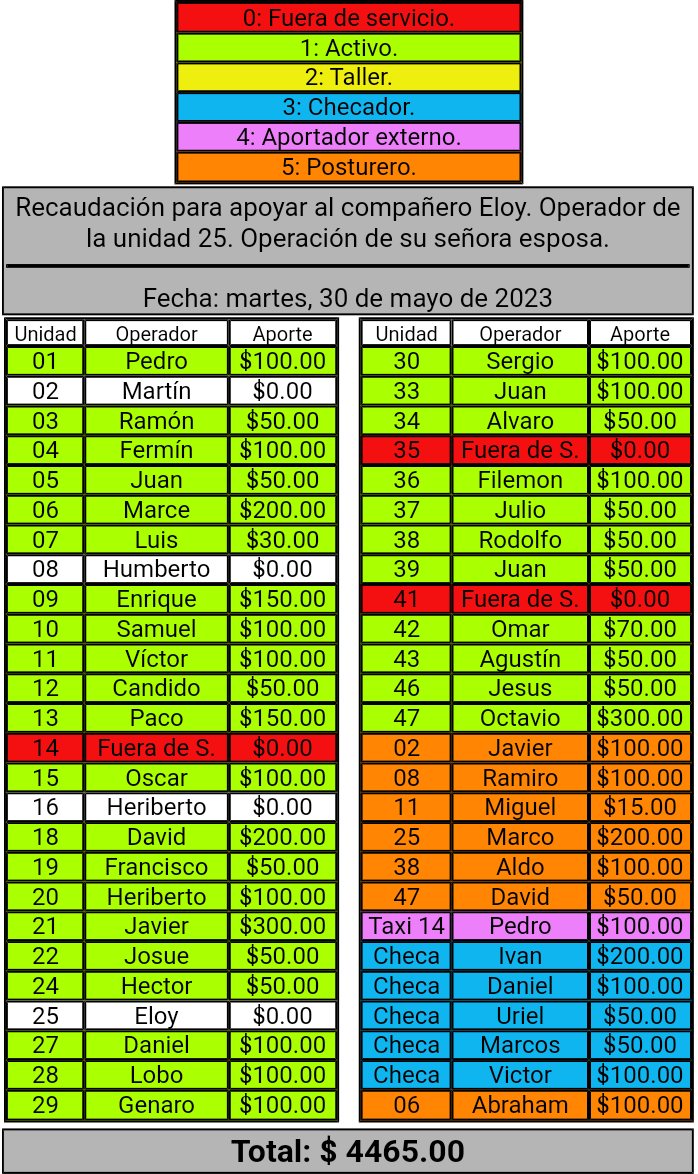 0: Fuera de servicio.
1: Activo.
2: Taller.
3: Checador.
4: Aportador externo.
5: Posturero.
Recaudación para apoyar al compañero Eloy. Operador de
la unidad 25. Operación de su señora esposa.
Fecha: martes, 30 de mayo de 2023
Unidad Operador Aporte
01 Pedro $100.00
02 Martín $0.00
03 Ramón $50.00
04 Fermín $100.00
05 Juan $50.00
06 Marce $200.00
07 Luis $30.00
08 Humberto $0.00
09 Enrique $150.00
10 Samuel $100.00
11 Víctor $100.00
12 Candido $50.00
13 Paco $150.00
14 Fuera de S. $0.00
15 Oscar $100.00
16 Heriberto $0.00
18 David $200.00
19 Francisco $50.00
20 Heriberto $100.00
21 Javier $300.00
22 Josue $50.00
24 Hector $50.00
25 Eloy $0.00
27 Daniel $100.00
28 Lobo $100.00
29 Genaro $100.00
Unidad Operador Aporte
30 Sergio $100.00
33 Juan $100.00
34 Alvaro $50.00
35 Fuera de S. $0.00
36 Filemon $100.00
37 Julio $50.00
38 Rodolfo $50.00
39 Juan $50.00
41 Fuera de S. $0.00
42 Omar $70.00
43 Agustín $50.00
46 Jesus $50.00
47 Octavio $300.00
02 Javier $100.00
08 Ramiro $100.00
11 Miguel $15.00
25 Marco $200.00
38 Aldo $100.00
47 David $50.00
Taxi 14 Pedro $100.00
Checa Ivan $200.00
Checa Daniel $100.00
Checa Uriel $50.00
Checa Marcos $50.00
Checa Victor $100.00
06 Abraham $100.00
Total: $ 4465.00